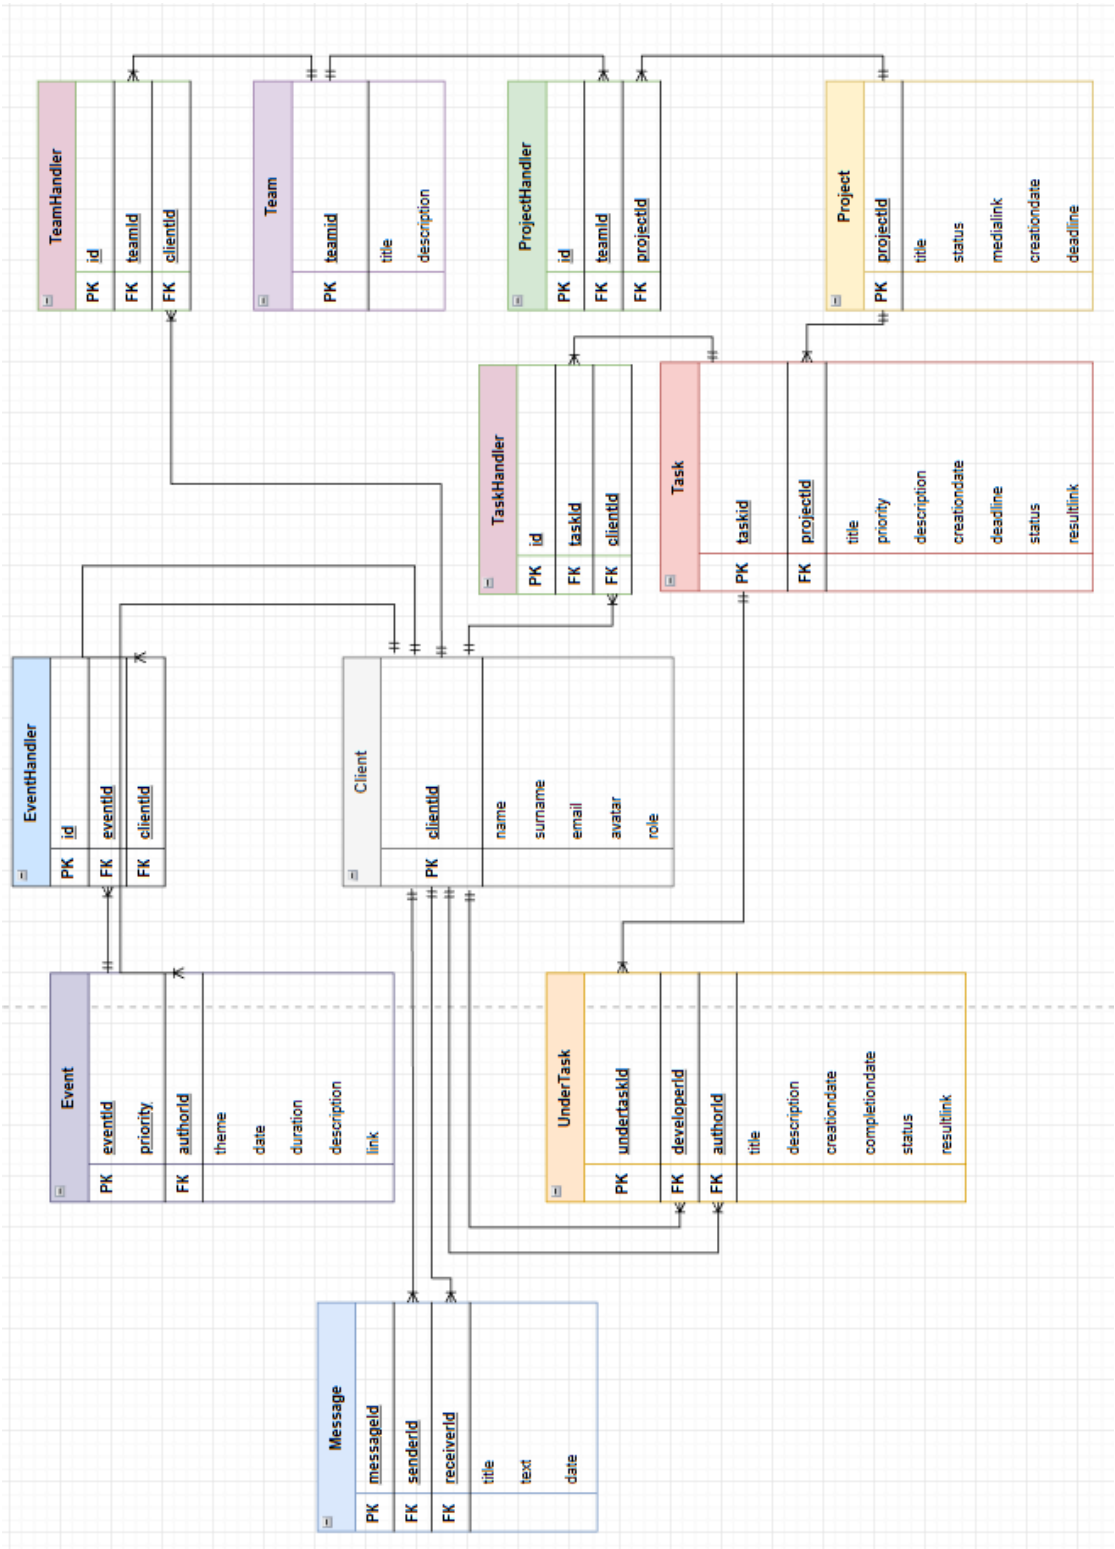 Message
PK messageId
FK senderId
FK receiverId
title
text
date
Event
PK eventId
priority
FK authorId
theme
date
duration
description
link
UnderTask
PK undertaskId
FK developerId
FK authorId
title
description
creationdate
completiondate
status
resultlink
EventHandler
PK id
FK eventId
FK clientId
Client
PK clientId
name
surname
email
avatar
role
TaskHandler
PK id
FK taskId
FK clientId
Task
PK taskid
FK projectId
title
priority
description
creationdate
deadline
status
resultlink
TeamHandler
PK id
FK teamId
FK clientId
Team
PK teamid
title
description
ProjectHandler
PK id
FK teamId
FK projectId
Project
PK projectId
title
status
medialink
creationdate
deadline